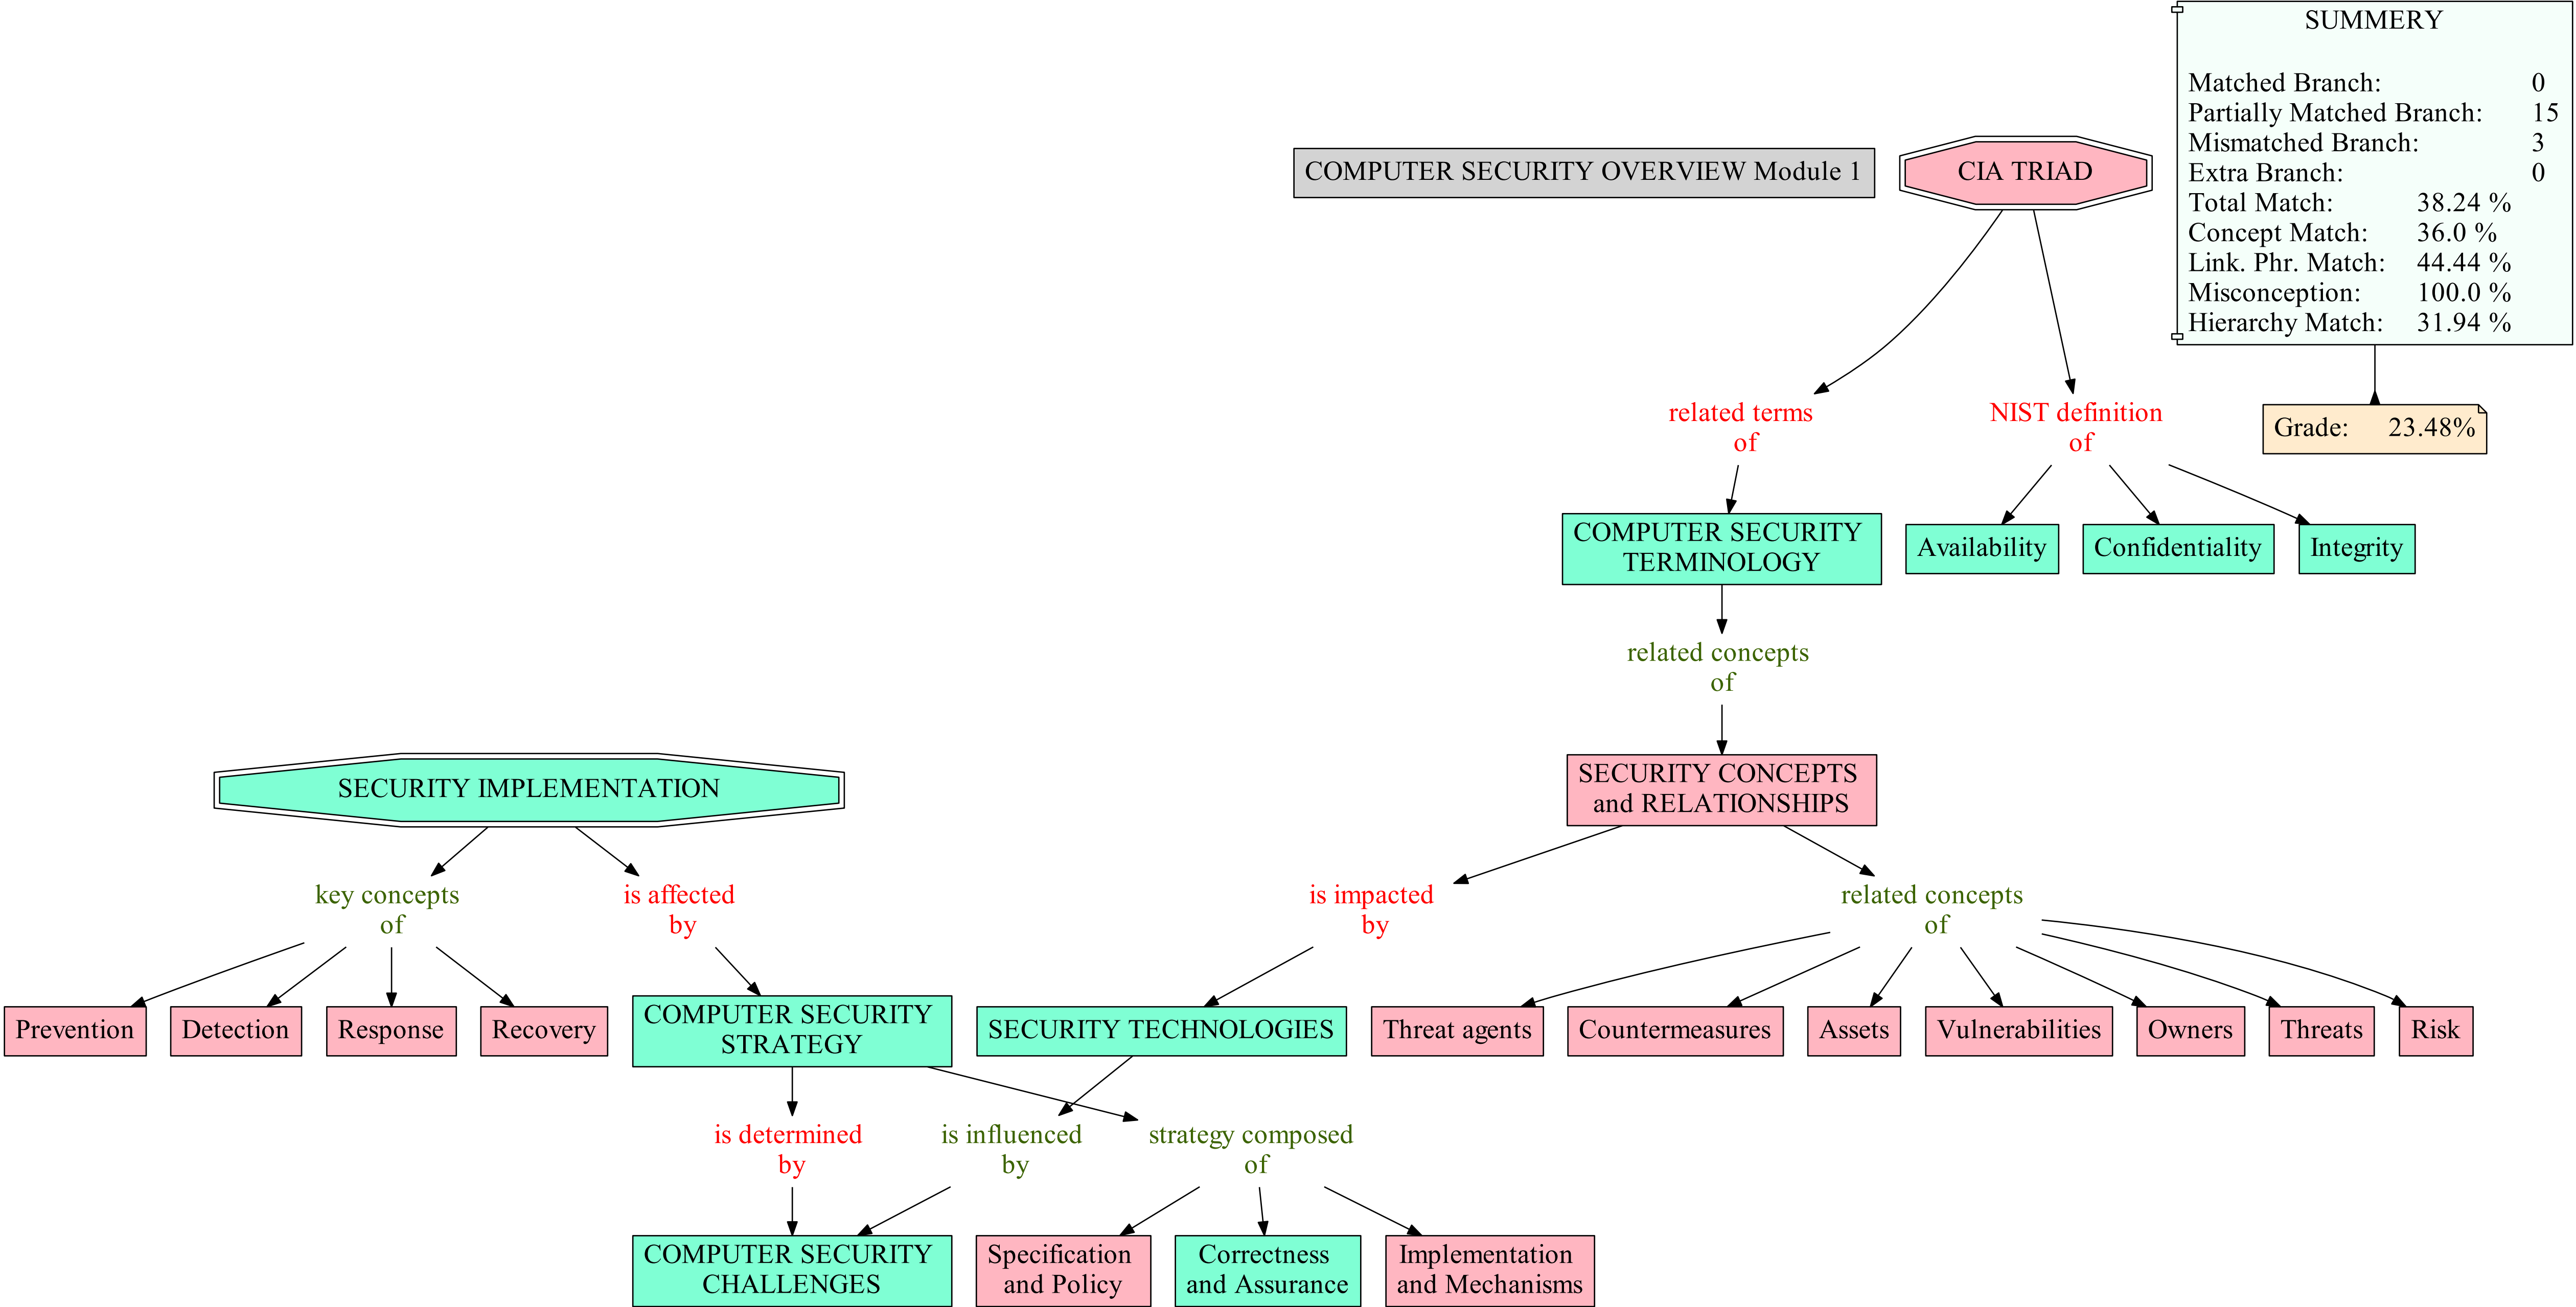 SUMMERY
Matched Branch: 0
Partially Matched Branch: 15
Mismatched Branch: 3
Extra Branch: 0
Total Match: 38.24 %
Concept Match: 36.0 %
Link. Phr. Match: 44.44 %
Misconception: 100.0 %
Hierarchy Match: 31.94 %
COMPUTER SECURITY OVERVIEW Module 1
CIA TRIAD
related terms
of
NIST definition
of
Grade: 23.48%
COMPUTER SECURITY
TERMINOLOGY
Availability
Confidentiality
Integrity
related concepts
of
SECURITY IMPLEMENTATION
SECURITY CONCEPTS
and RELATIONSHIPS
key concepts
of
is affected
by
is impacted
by
related concepts
of
Prevention
Detection
Response
Recovery
COMPUTER SECURITY
STRATEGY
SECURITY TECHNOLOGIES
Threat agents
Countermeasures
Assets
Vulnerabilities
Owners
Threats
Risk
is determined
by
is influenced
by
strategy composed
of
COMPUTER SECURITY
CHALLENGES
Specification
and Policy
Correctness
and Assurance
Implementation
and Mechanisms